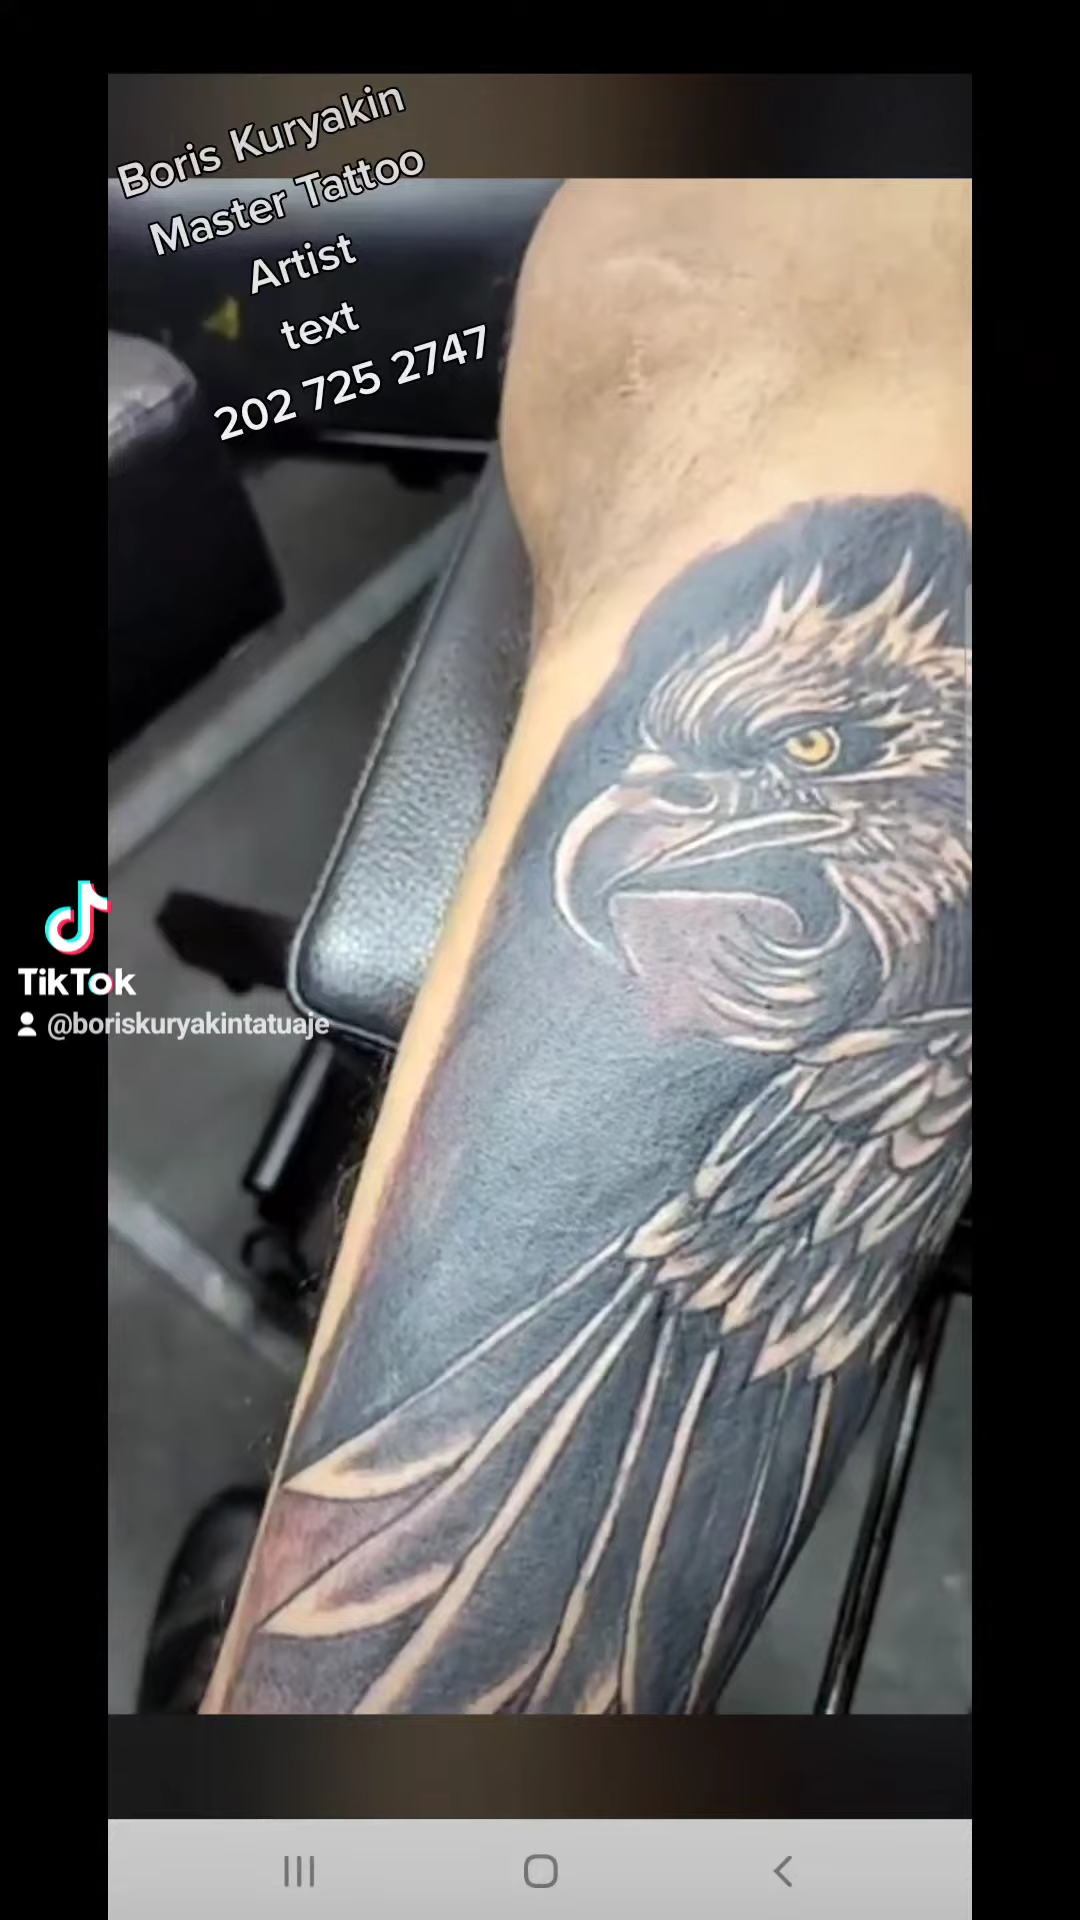 Boris Kuryakin
Master Tattoo
Artist
text
202 725 2747
TikTok
@boriskuryakintatuaje